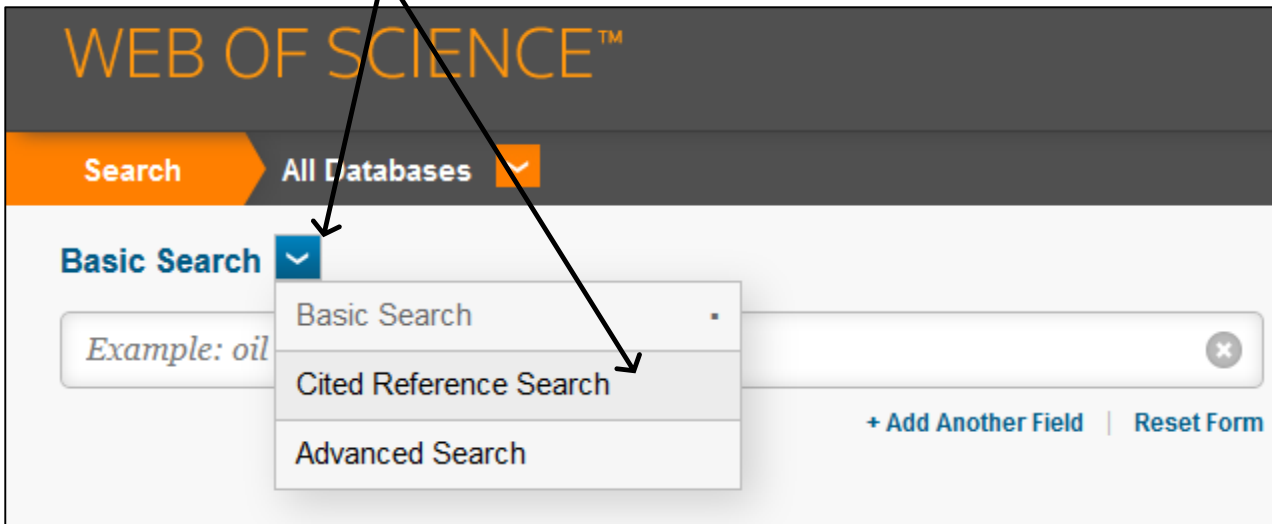 WEB OF SCIENCE™
Search All Databases
Basic Search
Basic Search
Example: oil
Cited Reference Search
+ Add Another Field | Reset Form
Advanced Search